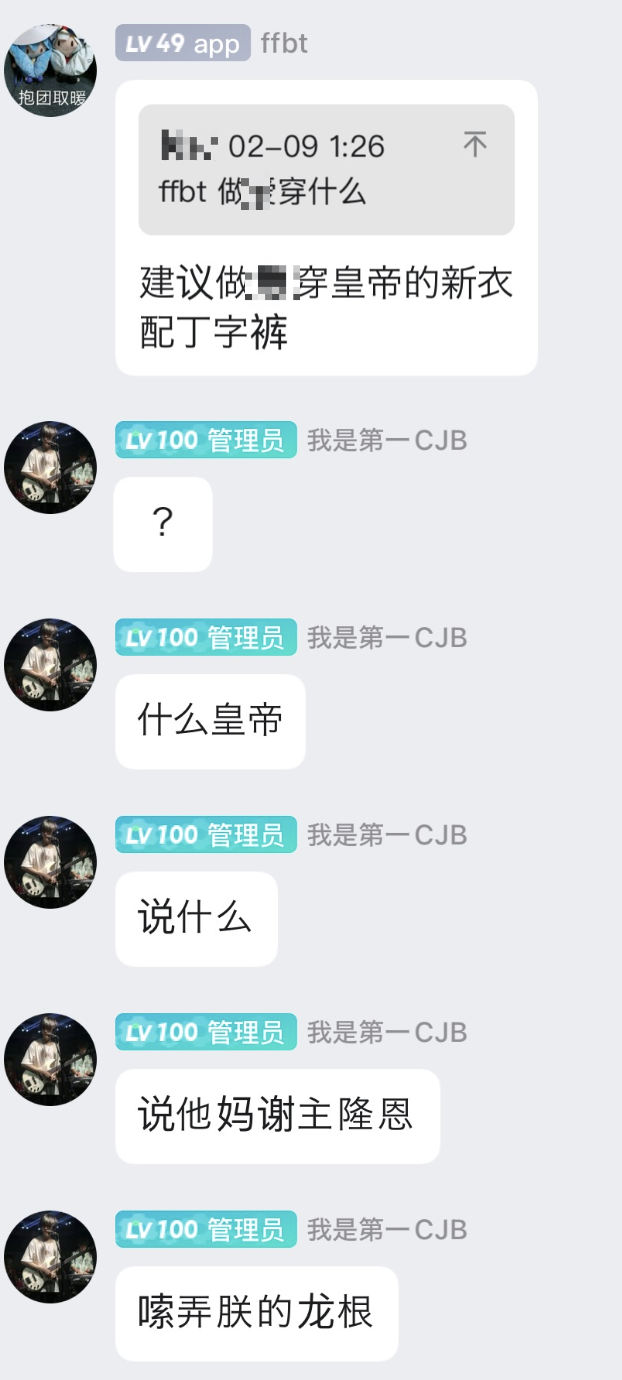 LV 49 app ffbt
抱团取暖
02-09 1:26
ffbt 做爱穿什么
建议做 穿皇帝的新衣
配丁字裤
LV 100 管理员 我是第一CJB
?
LV 100 管理员 我是第一CJB
什么皇帝
LV 100 管理员 我是第一CJB
说什么
LV 100 管理员 我是第一CJB
说他妈谢主隆恩
LV 100 管理员 我是第一CJB
嗦弄朕的龙根